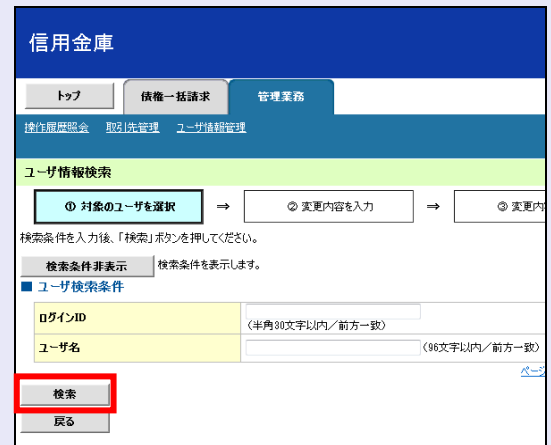 信用金庫
トップ 債権一括請求 管理業務
操作履歴照会 取引先管理 ユーザ情報管理
ユーザ情報検索
① 対象のユーザを選択 ⇒ ② 変更内容を入力 ⇒ ③ 変更内
検索条件を入力後、「検索」ボタンを押してください。
検索条件非表示 検索条件を表示します。
■ ユーザ検索条件
ログインID
(半角30文字以内/前方一致)
ユーザ名 (96文字以内/前方一致)
ページ
検索
戻る